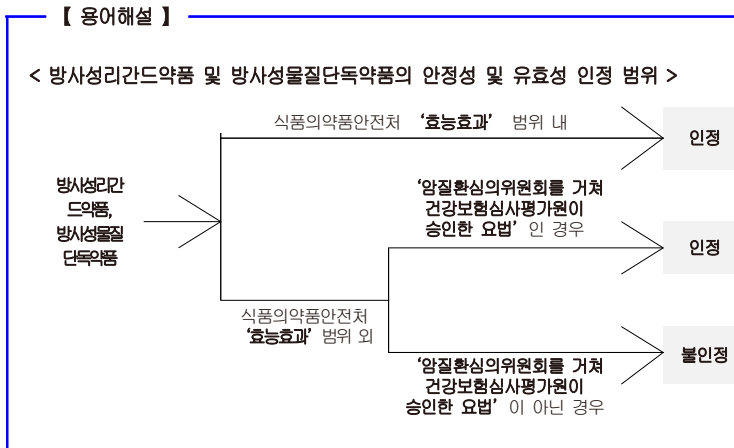 【 용어해설 】
< 방사성리간드약품 및 방사성물질단독약품의 안정성 및 유효성 인정 범위 >
식품의약품안전처 ‘효능효과’ 범위 내
인정
방사성리간
드약품,
방사성물질
단독약품
‘암질환심의위원회를 거쳐
건강보험심사평가원이
승인한 요법’ 인 경우
인정
식품의약품안전처
‘효능효과’ 범위 외
불인정
‘암질환심의위원회를 거쳐
건강보험심사평가원이
승인한 요법’ 이 아닌 경우